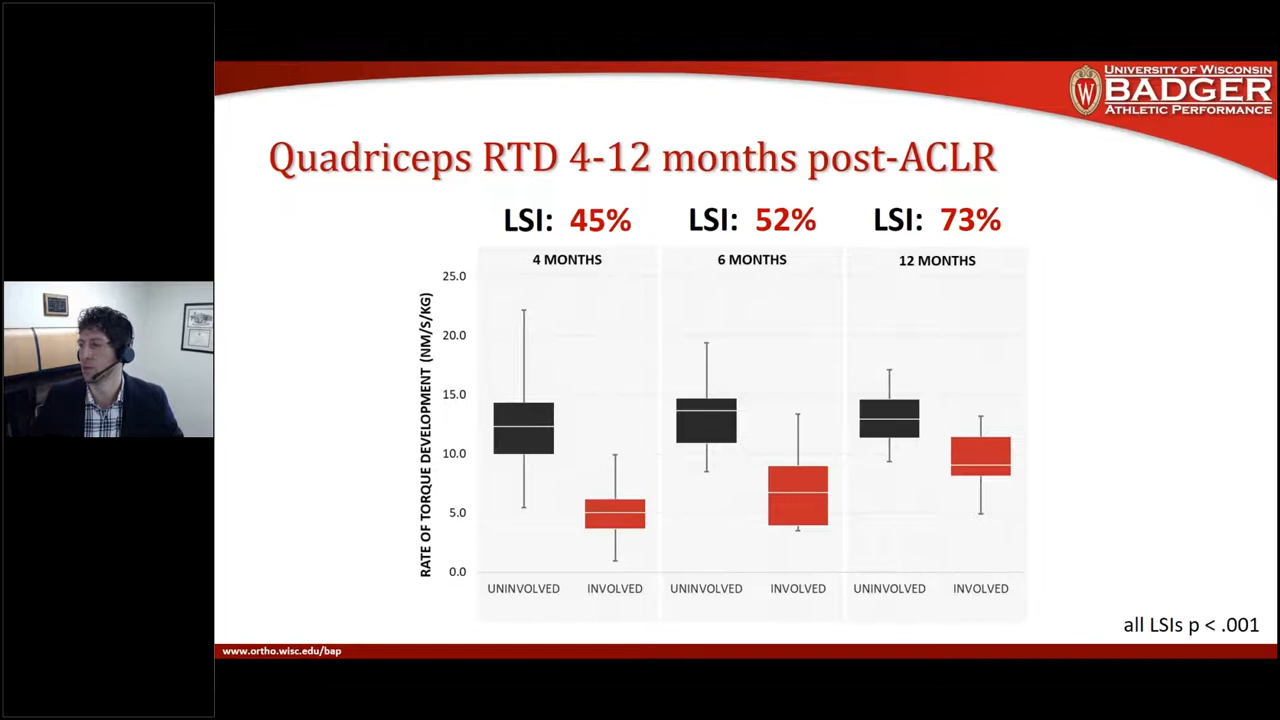 UNIVERSITY OF WISCONSIN
BADGER
ATHLETIC PERFORMANCE
W
Quadriceps RTD 4-12 months post-ACLR
LSI: 45%
LSI: 52%
LSI: 73%
4 MONTHS
6 MONTHS
12 MONTHS
RATE OF TORQUE DEVELOPMENT (NM/S/KG)
25.0
20.0
15.0
10.0
5.0
0.0
UNINVOLVED
INVOLVED
UNINVOLVED
INVOLVED
UNINVOLVED
INVOLVED
all LSIs p < .001
www.ortho.wisc.edu/bap